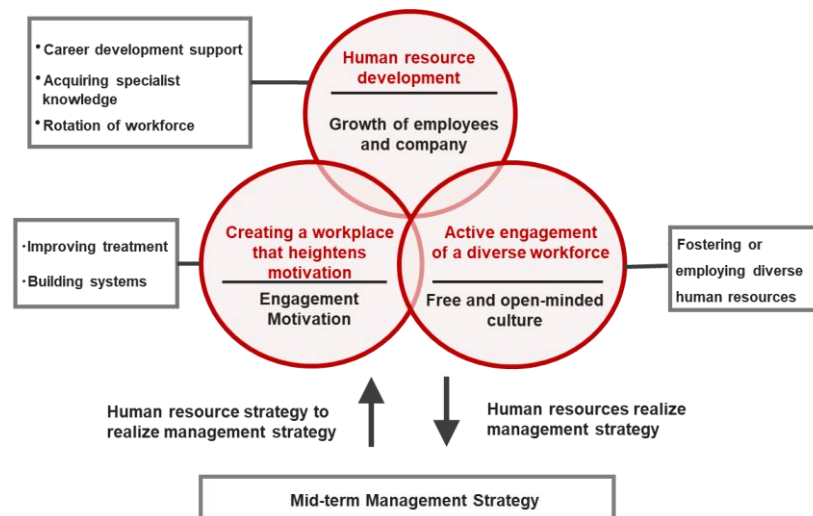 • Career development support
• Acquiring specialist
knowledge
• Rotation of workforce
Human resource
development
Growth of employees
and company
·Improving treatment
·Building systems
Creating a workplace
that heightens
motivation
Engagement
Motivation
Active engagement
of a diverse workforce
Free and open-minded
culture
Fostering or
employing diverse
human resources
Human resource strategy to
realize management strategy
Human resources realize
management strategy
Mid-term Management Strategy